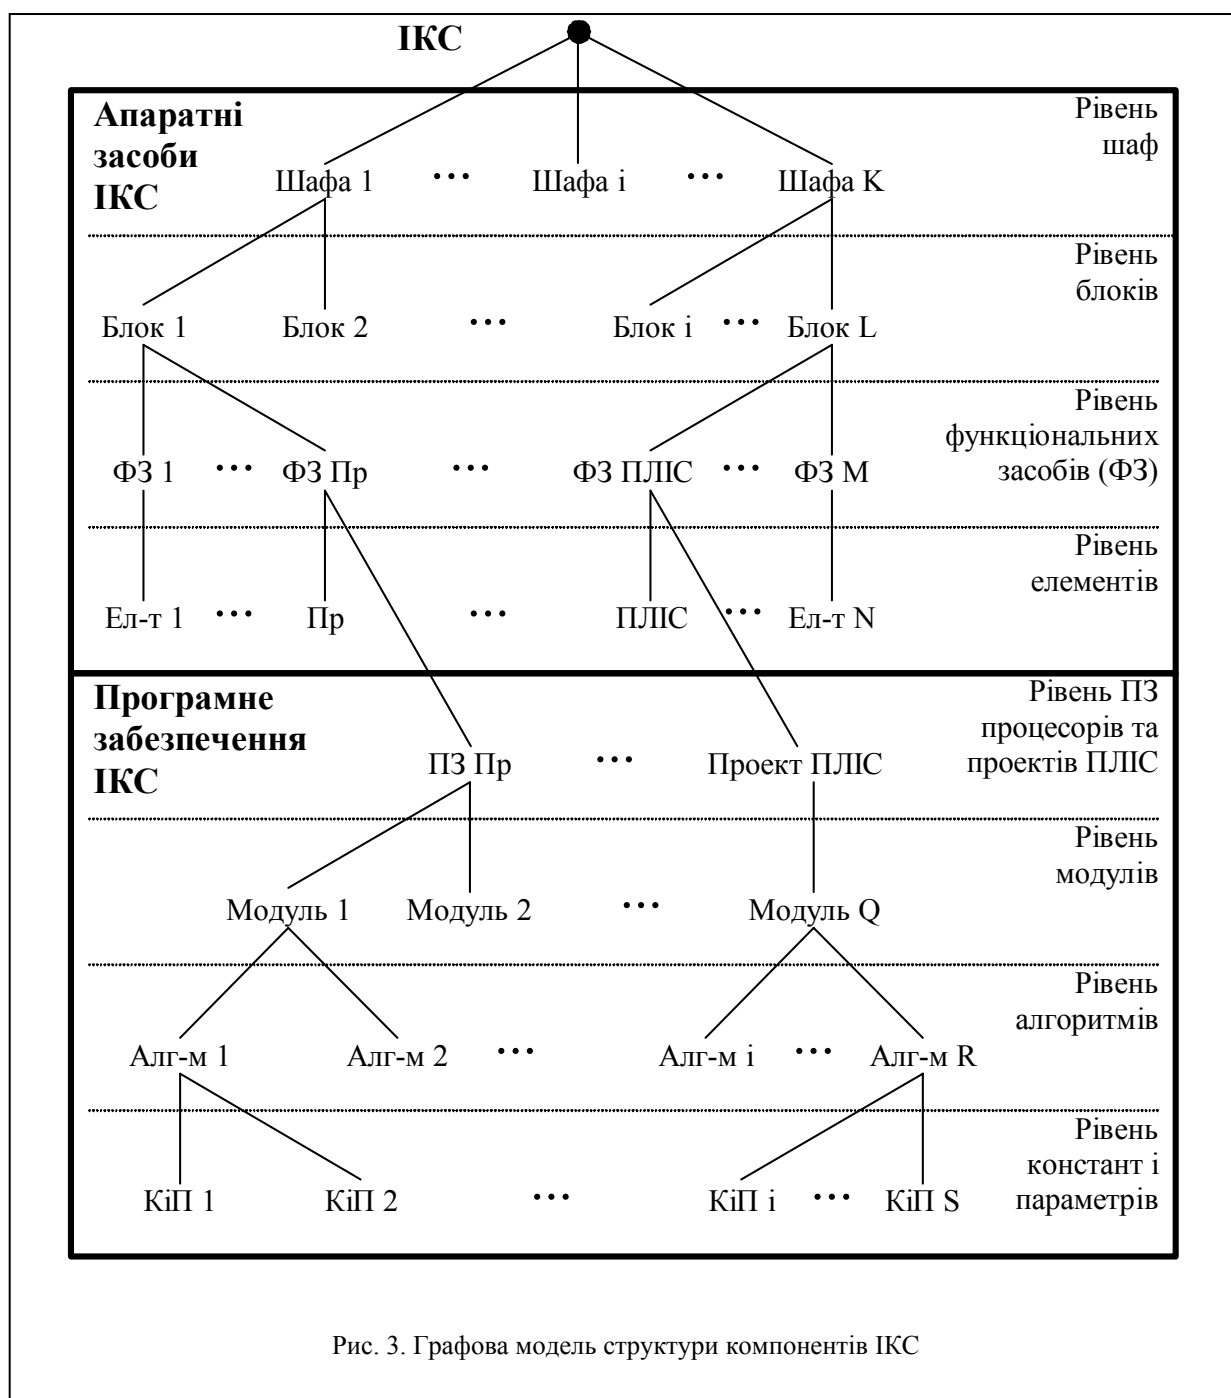 ІКС
Апаратні
засоби
ІКС
Рівень
шаф
Шафа 1 ... Шафа i ... Шафа K
Рівень
блоків
Блок 1 Блок 2 ... Блок i ... Блок L
Рівень
функціональних
засобів (ФЗ)
ФЗ 1 ... ФЗ Пр ... ФЗ ПЛІС ... ФЗ M
Рівень
елементів
Ел-т 1 ... Пр ... ПЛІС ... Ел-т N
Програмне
забезпечення
ІКС
Рівень ПЗ
процесорів та
проектів ПЛІС
ПЗ Пр ... Проект ПЛІС
Рівень
модулів
Модуль 1 Модуль 2 ... Модуль Q
Рівень
алгоритмів
Алг-м 1 Алг-м 2 ... Алг-м i ... Алг-м R
Рівень
констант і
параметрів
КіП 1 КіП 2 ... КіП i ... КіП S
Рис. 3. Графова модель структури компонентів ІКС